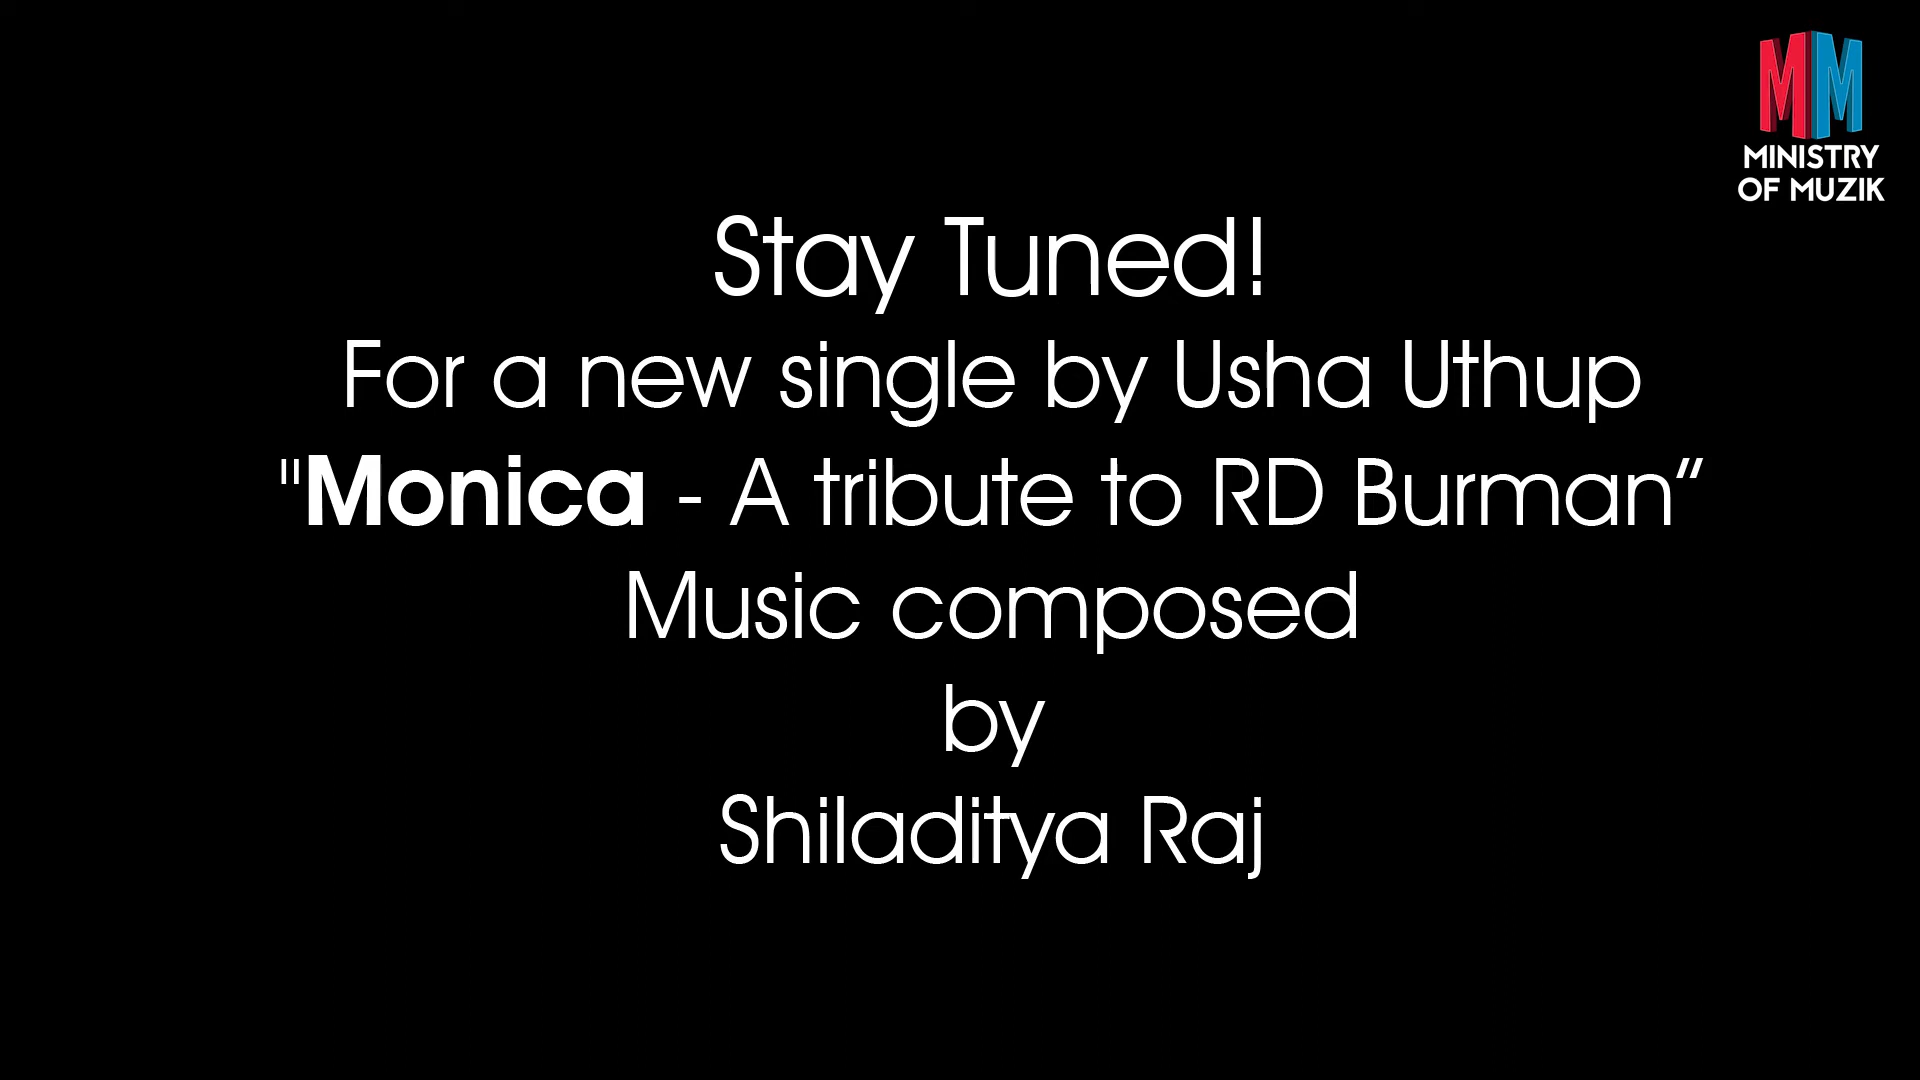 MM
MINISTRY
OF MUZIK
Stay Tuned!
For a new single by Usha Uthup
"Monica - A tribute to RD Burman”
Music composed
by
Shiladitya Raj